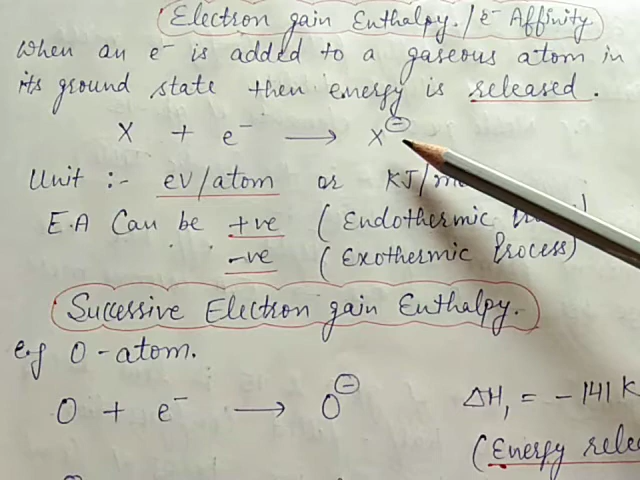 Electron gain Enthalpy./e⁻ Affinity
When an e⁻ is added to a gaseous atom in
its ground state then energy is released.
X + e⁻ ⟶ X⊖
Unit :- eV/atom or KJ/
E.A Can be +ve (Endothermic
-ve (Exothermic Process)
Successive Electron gain Enthalpy.
e.g O-atom.
O + e⁻ ⟶ O⊖ ΔH₁ = -141 K
(Energy rele